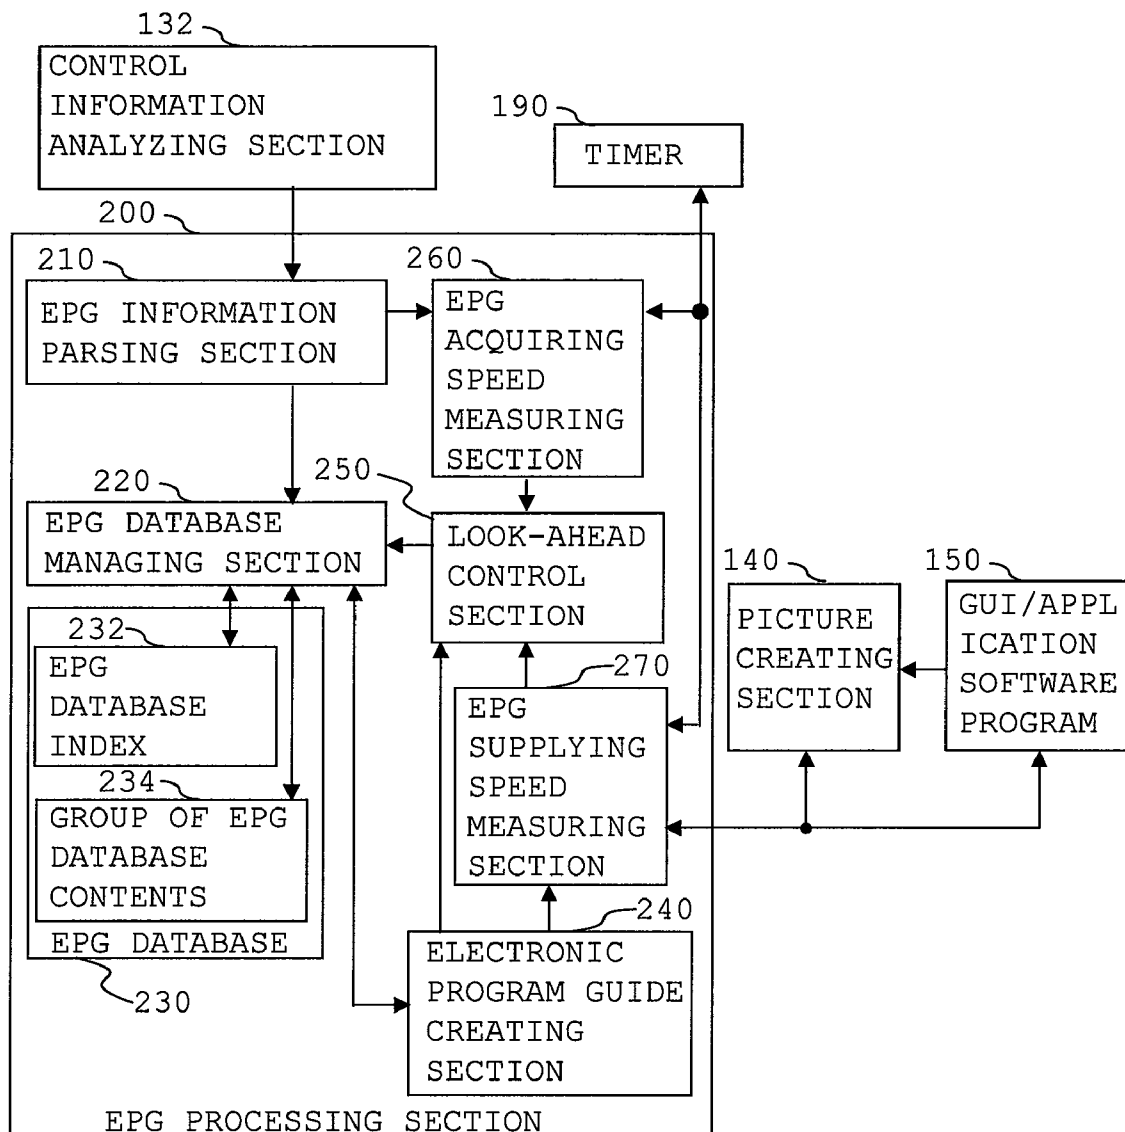 132
CONTROL
INFORMATION
ANALYZING SECTION
190
TIMER
200
210
EPG INFORMATION
PARSING SECTION
260
EPG
ACQUIRING
SPEED
MEASURING
SECTION
220
EPG DATABASE
MANAGING SECTION
250
LOOK-AHEAD
CONTROL
SECTION
140
PICTURE
CREATING
SECTION
150
GUI/APPL
ICATION
SOFTWARE
PROGRAM
232
EPG
DATABASE
INDEX
270
EPG
SUPPLYING
SPEED
MEASURING
SECTION
234
GROUP OF EPG
DATABASE
CONTENTS
EPG DATABASE
230
240
ELECTRONIC
PROGRAM GUIDE
CREATING
SECTION
EPG PROCESSING SECTION